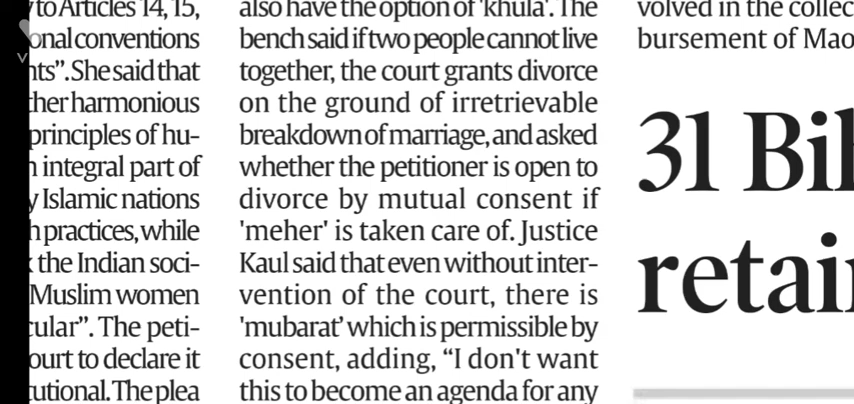 to Articles 14, 15,
conventions
She said that
harmonious
principles of hu-
integral part of
Islamic nations
practices, while
the Indian soci-
Muslim women
The peti-
to declare it
The plea
also have the option of 'khula'. The
bench said if two people cannot live
together, the court grants divorce
on the ground of irretrievable
breakdown of marriage, and asked
whether the petitioner is open to
divorce by mutual consent if
'meher' is taken care of. Justice
Kaul said that even without inter-
vention of the court, there is
'mubarat' which is permissible by
consent, adding, “I don't want
this to become an agenda for any
volved in the collec
bursement of Mao
31 Bi
retai